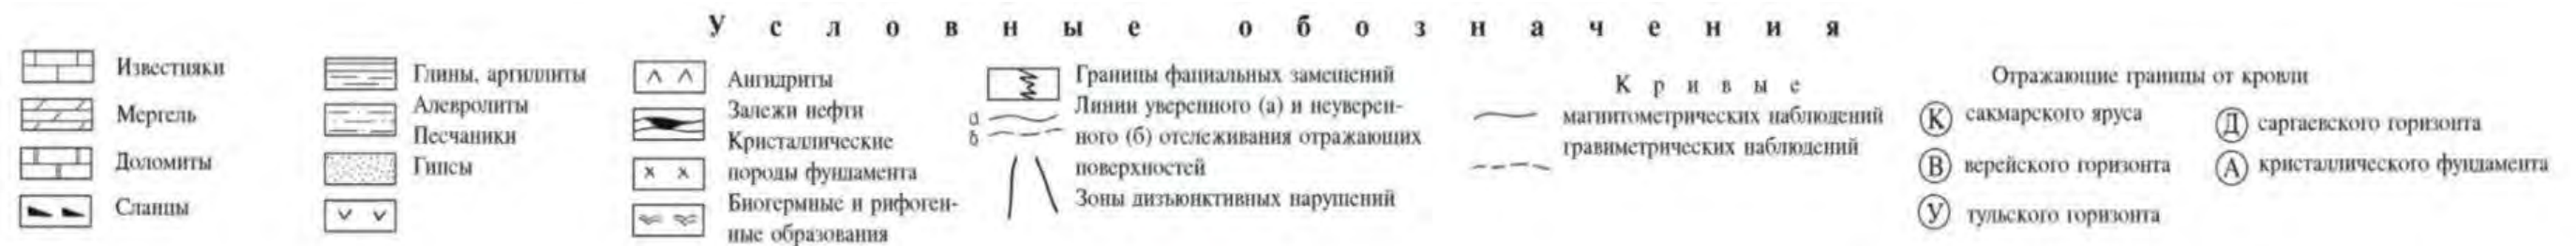 Условные обозначения
Известняки
Мергель
Доломиты
Сланцы
Глины, аргиллиты
Алевролиты
Песчаники
Гипсы
Ангидриты
Залежи нефти
Кристаллические
породы фундамента
Биогермные и рифоген-
ные образования
Границы фациальных замещений
а
б
Линии уверенного (а) и неуверен-
ного (б) отслеживания отражающих
поверхностей
Зоны дизъюнктивных нарушений
Кривые
магнитометрических наблюдений
гравиметрических наблюдений
Отражающие границы от кровли
К сакмарского яруса
В верейского горизонта
У тульского горизонта
Д саргаевского горизонта
А кристаллического фундамента